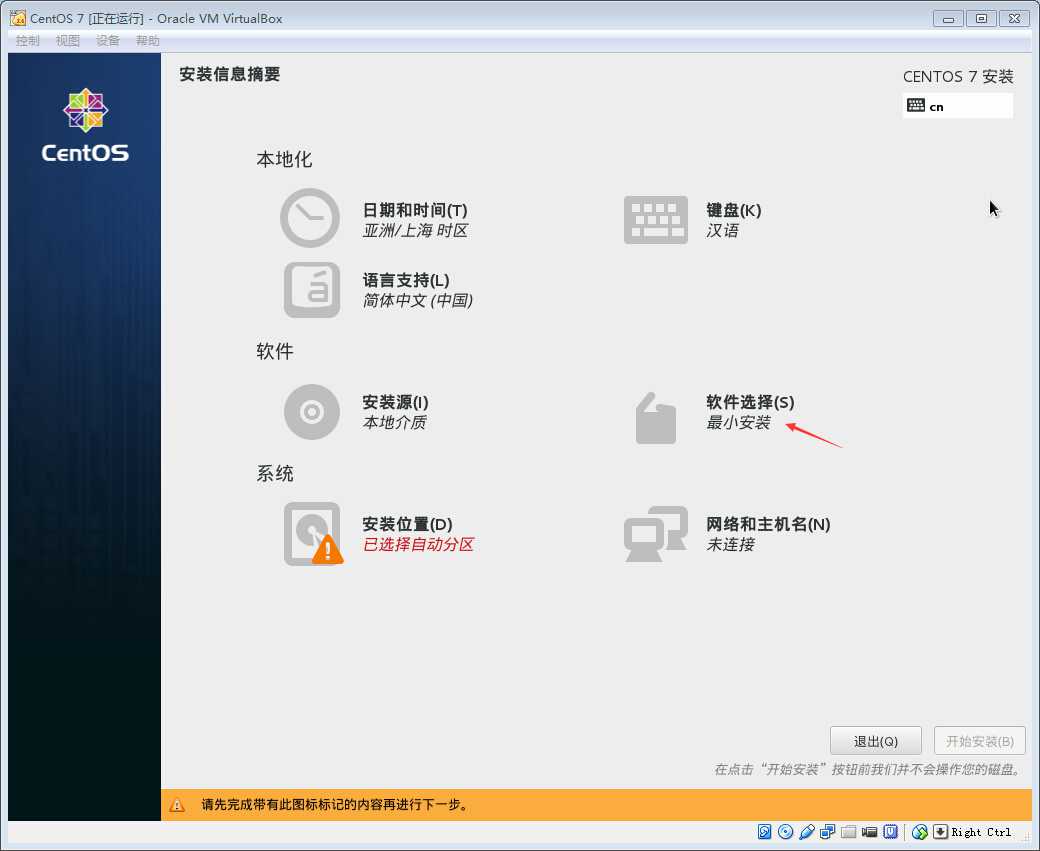 CentOS 7 [正在运行] - Oracle VM VirtualBox
控制 视图 设备 帮助
安装信息摘要
CENTOS 7 安装
cn
CentOS
本地化
日期和时间(T)
亚洲/上海 时区
键盘(K)
汉语
语言支持(L)
简体中文 (中国)
软件
安装源(I)
本地介质
软件选择(S)
最小安装
系统
安装位置(D)
已选择自动分区
网络和主机名(N)
未连接
退出(Q)
开始安装(B)
在点击“开始安装”按钮前我们并不会操作您的磁盘。
请先完成带有此图标标记的内容再进行下一步。
Right Ctrl